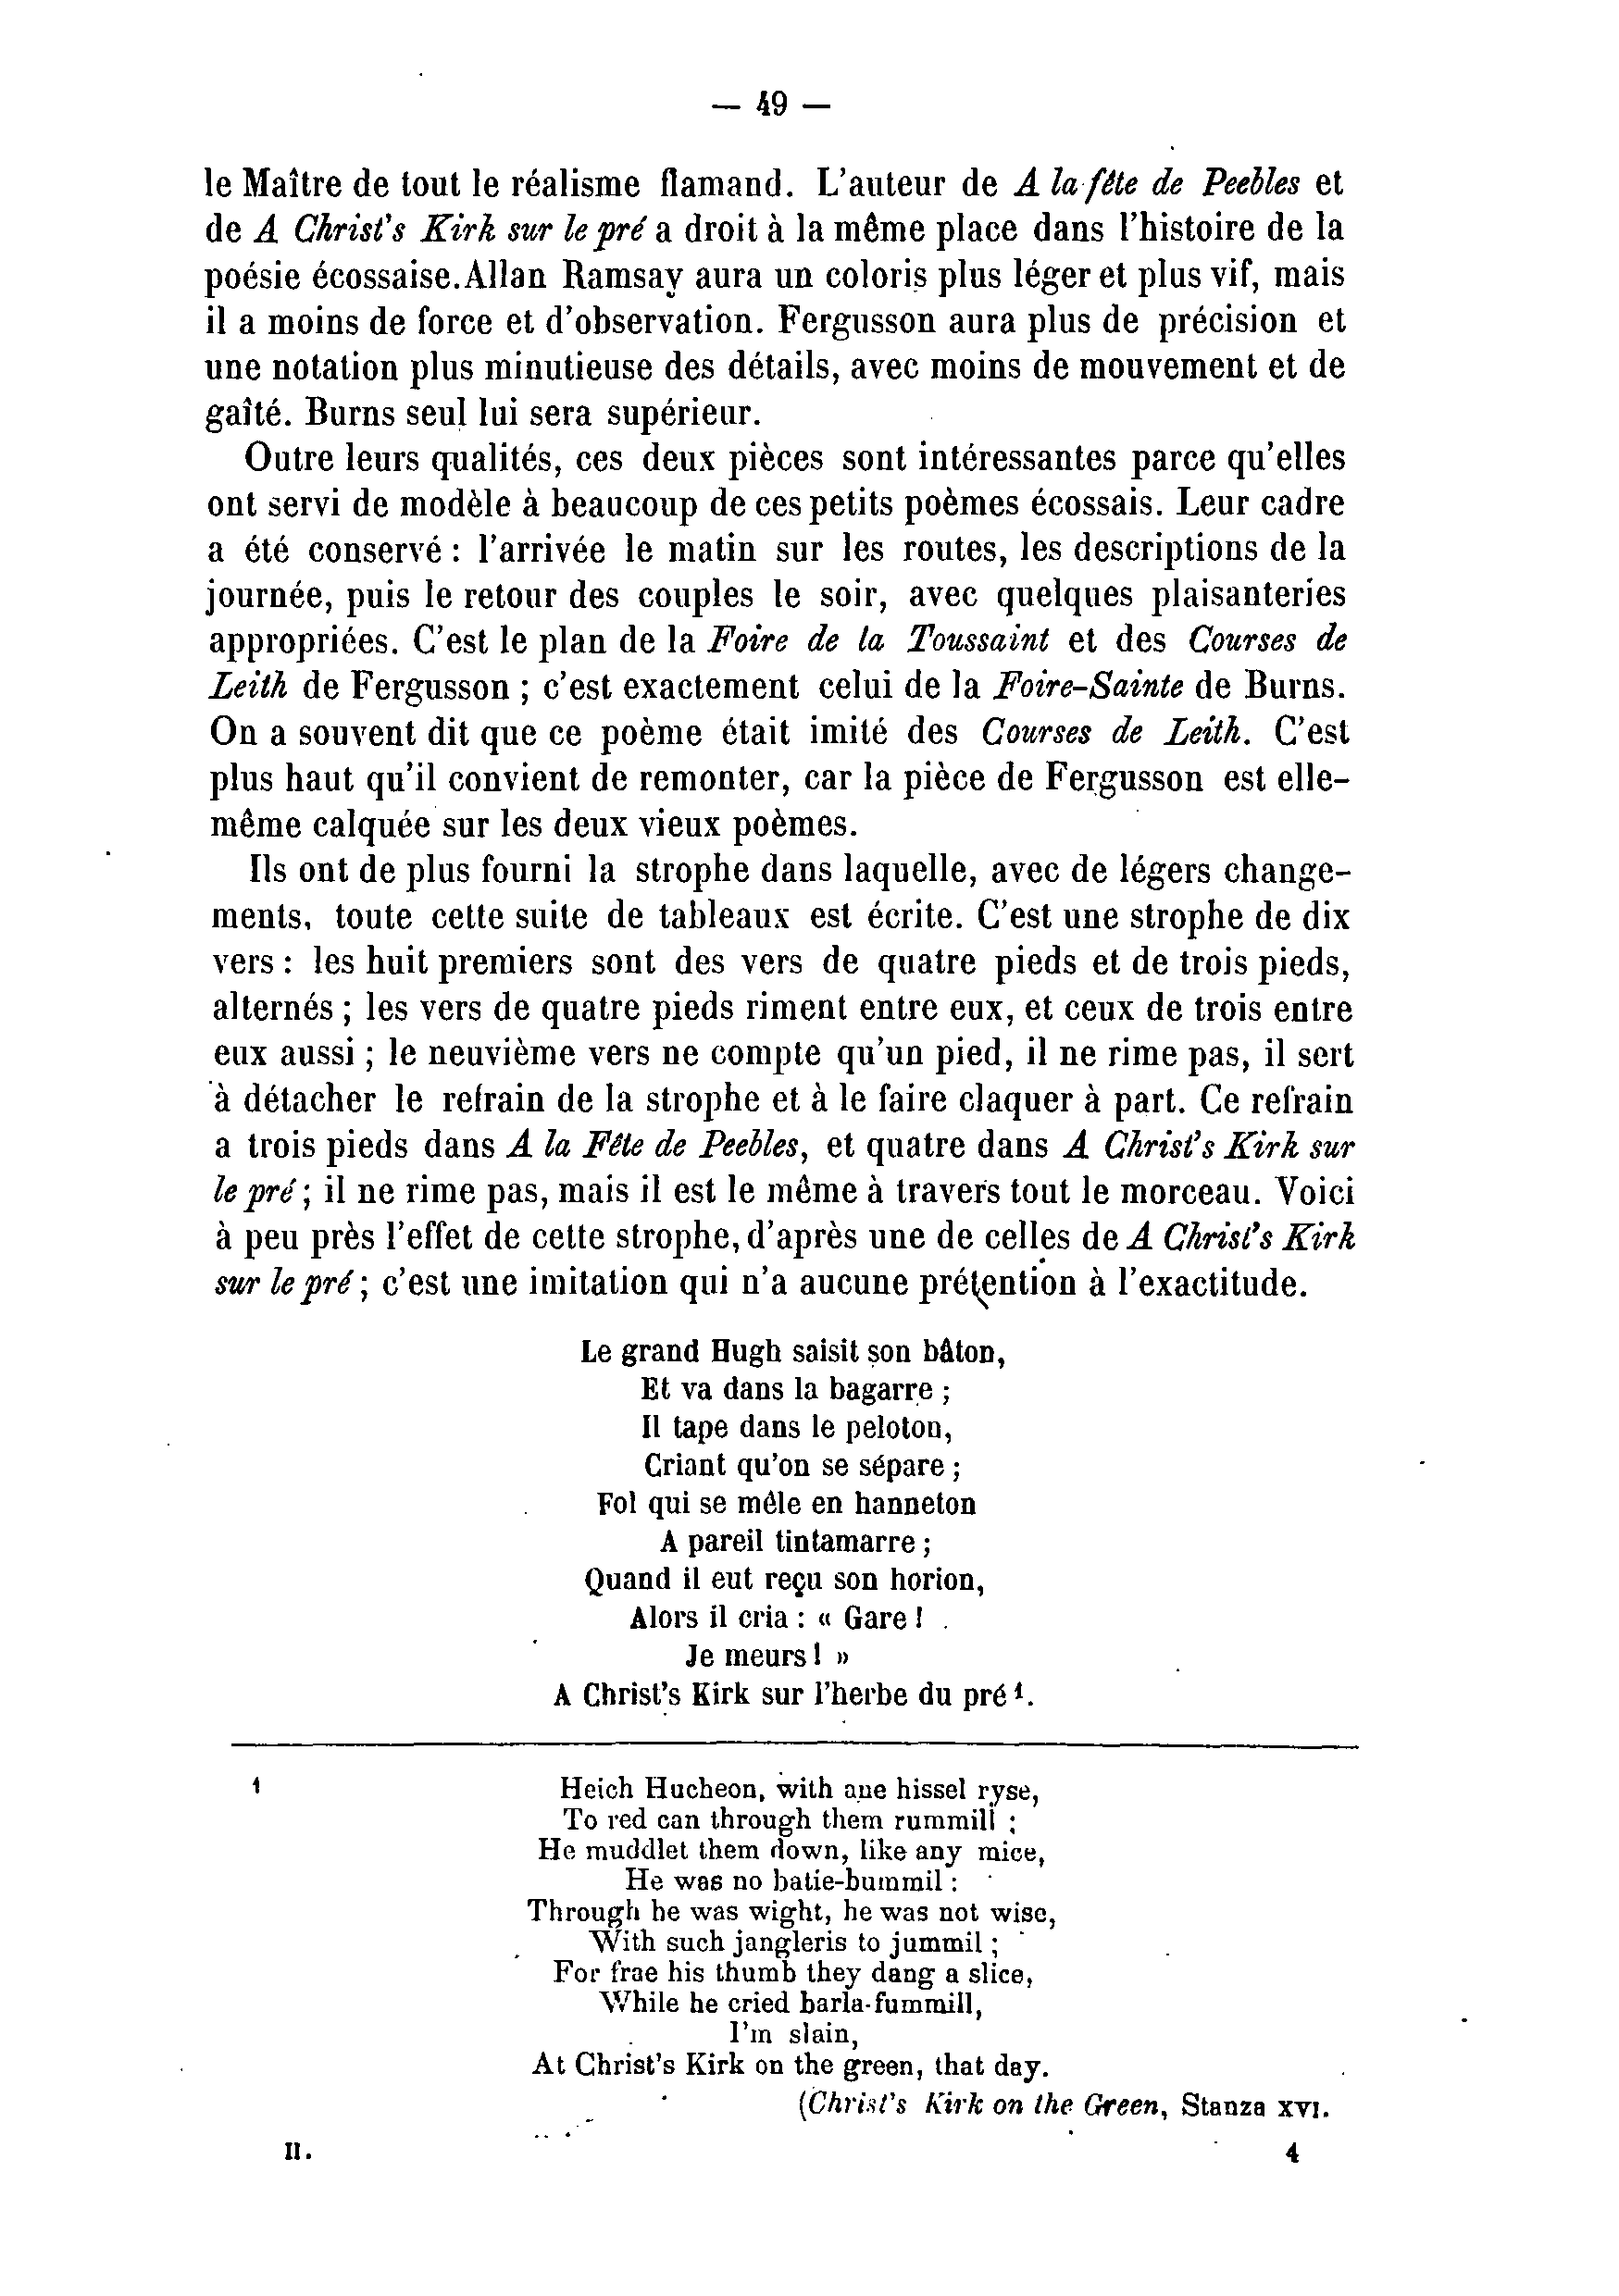 — 49 —
le Maître de tout le réalisme flamand. L'auteur de A la fête de Peebles et
de A Christ's Kirk sur le pré a droit à la même place dans l'histoire de la
poésie écossaise. Allan Ramsay aura un coloris plus léger et plus vif, mais
il a moins de force et d'observation. Fergusson aura plus de précision et
une notation plus minutieuse des détails, avec moins de mouvement et de
gaîté. Burns seul lui sera supérieur.
Outre leurs qualités, ces deux pièces sont intéressantes parce qu'elles
ont servi de modèle à beaucoup de ces petits poèmes écossais. Leur cadre
a été conservé : l'arrivée le matin sur les routes, les descriptions de la
journée, puis le retour des couples le soir, avec quelques plaisanteries
appropriées. C'est le plan de la Foire de la Toussaint et des Courses de
Leith de Fergusson ; c'est exactement celui de la Foire-Sainte de Burns.
On a souvent dit que ce poème était imité des Courses de Leith. C'est
plus haut qu'il convient de remonter, car la pièce de Fergusson est elle-
même calquée sur les deux vieux poèmes.
Ils ont de plus fourni la strophe dans laquelle, avec de légers change-
ments, toute cette suite de tableaux est écrite. C'est une strophe de dix
vers : les huit premiers sont des vers de quatre pieds et de trois pieds,
alternés ; les vers de quatre pieds riment entre eux, et ceux de trois entre
eux aussi ; le neuvième vers ne compte qu'un pied, il ne rime pas, il sert
à détacher le refrain de la strophe et à le faire claquer à part. Ce refrain
a trois pieds dans A la Fête de Peebles, et quatre dans A Christ's Kirk sur
le pré ; il ne rime pas, mais il est le même à travers tout le morceau. Voici
à peu près l'effet de cette strophe, d'après une de celles de A Christ's Kirk
sur le pré ; c'est une imitation qui n'a aucune prétention à l'exactitude.
Le grand Hugh saisit son bâton,
Et va dans la bagarre ;
Il tape dans le peloton,
Criant qu'on se sépare ;
Fol qui se mêle en hanneton
A pareil tintamarre ;
Quand il eut reçu son horion,
Alors il cria : « Gare !
Je meurs ! »
A Christ's Kirk sur l'herbe du pré 1.
1 Heich Hucheon, with ane hissel ryse,
To red can through them rummill ;
He muddlet them down, like any mice,
He was no batie-bummil :
Through he was wight, he was not wise,
With such jangleris to jummil ;
For frae his thumb they dang a slice,
While he cried barla-fummill,
I'm slain,
At Christ's Kirk on the green, that day.
(Christ's Kirk on the Green, Stanza XVI.
II. 4